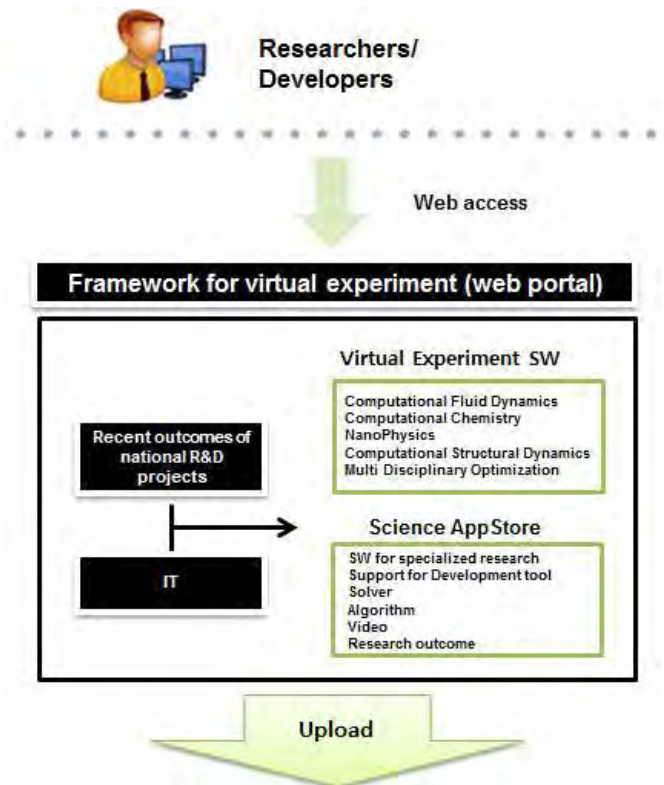 Researchers/
Developers
Web access
Framework for virtual experiment (web portal)
Recent outcomes of
national R&D
projects
IT
Virtual Experiment SW
Computational Fluid Dynamics
Computational Chemistry
NanoPhysics
Computational Structural Dynamics
Multi Disciplinary Optimization
Science AppStore
SW for specialized research
Support for Development tool
Solver
Algorithm
Video
Research outcome
Upload